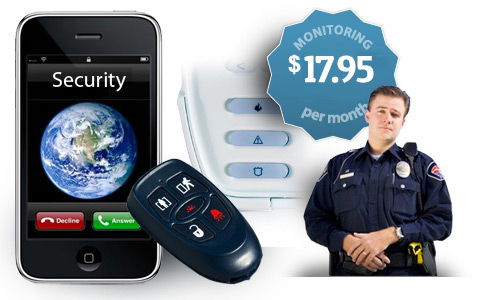 Security
Decline
Answer
MONITORING
$17.95
per month